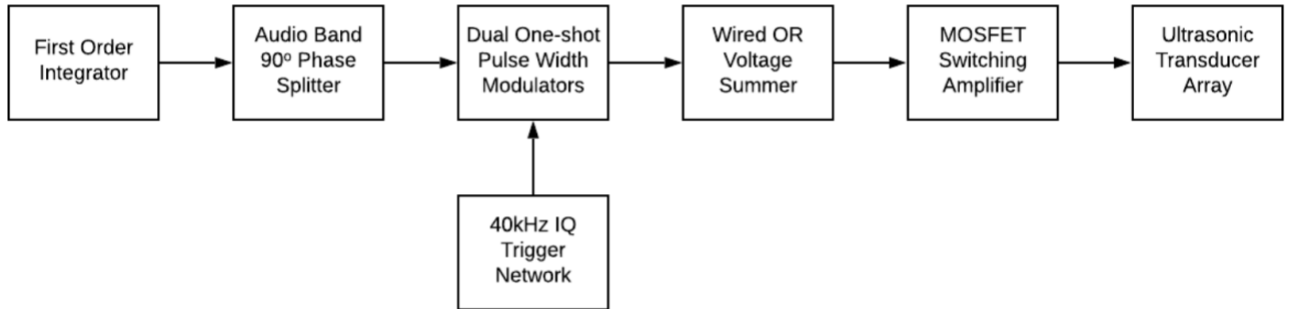 First Order
Integrator
Audio Band
90º Phase
Splitter
Dual One-shot
Pulse Width
Modulators
Wired OR
Voltage
Summer
MOSFET
Switching
Amplifier
Ultrasonic
Transducer
Array
40kHz IQ
Trigger
Network